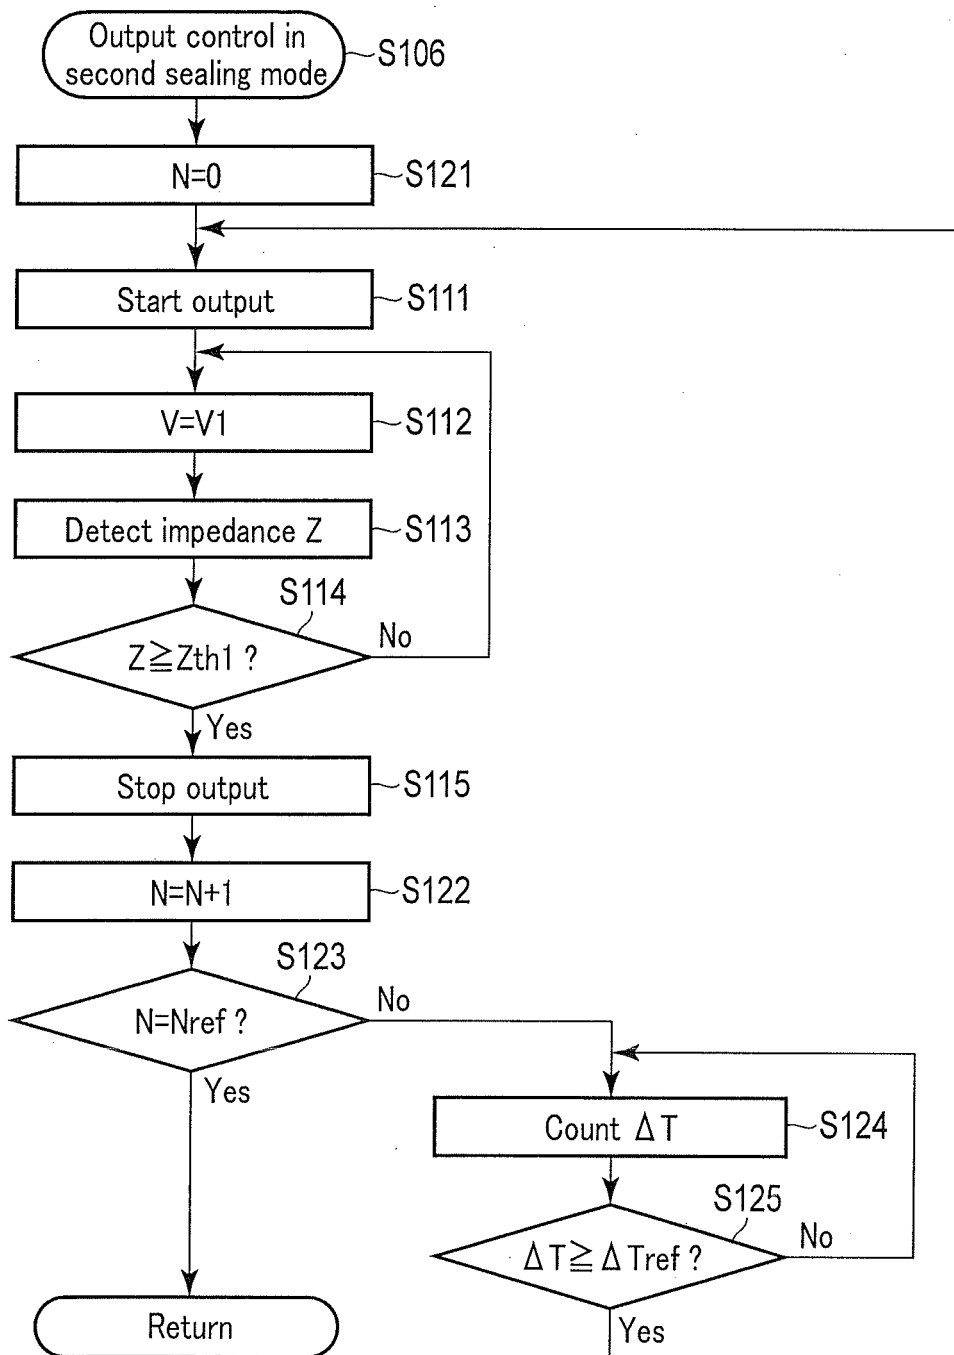 Output control in
second sealing mode
S106
N=0
S121
Start output
S111
V=V1
S112
Detect impedance Z
S113
S114
Z≧Zth1 ?
No
Yes
Stop output
S115
N=N+1
S122
S123
N=Nref ?
No
Yes
Count ΔT
S124
S125
ΔT≧ΔTref ?
No
Yes
Return